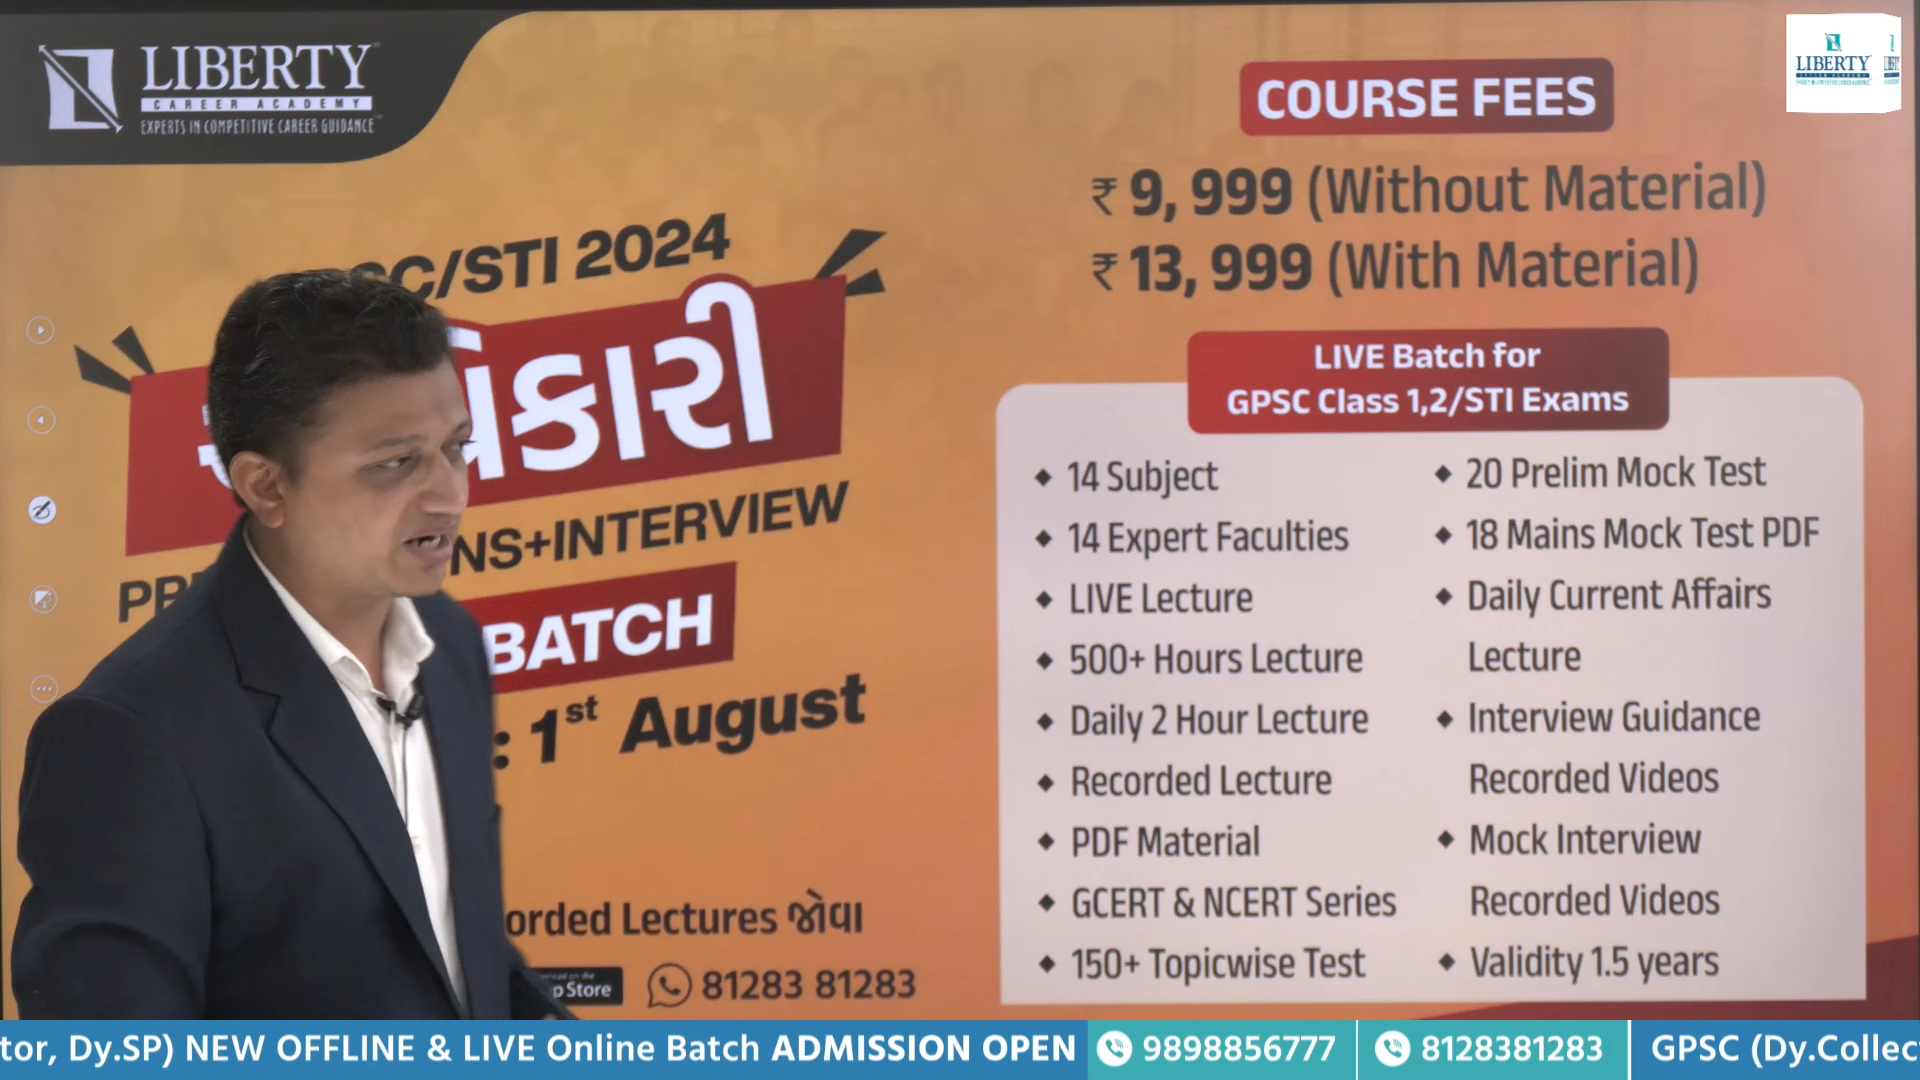 LIBERTY
CAREER ACADEMY
EXPERTS IN COMPETITIVE CAREER GUIDANCE
LIBERTY
COURSE FEES
₹ 9, 999 (Without Material)
₹ 13, 999 (With Material)
C/STI 2024
કારી
NS+INTERVIEW
BATCH
: 1st August
orded Lectures જોવા
p Store
81283 81283
LIVE Batch for
GPSC Class 1,2/STI Exams
14 Subject
14 Expert Faculties
LIVE Lecture
500+ Hours Lecture
Daily 2 Hour Lecture
Recorded Lecture
PDF Material
GCERT & NCERT Series
150+ Topicwise Test
20 Prelim Mock Test
18 Mains Mock Test PDF
Daily Current Affairs
Lecture
Interview Guidance
Recorded Videos
Mock Interview
Recorded Videos
Validity 1.5 years
tor, Dy.SP) NEW OFFLINE & LIVE Online Batch ADMISSION OPEN
9898856777
8128381283
GPSC (Dy.Collec